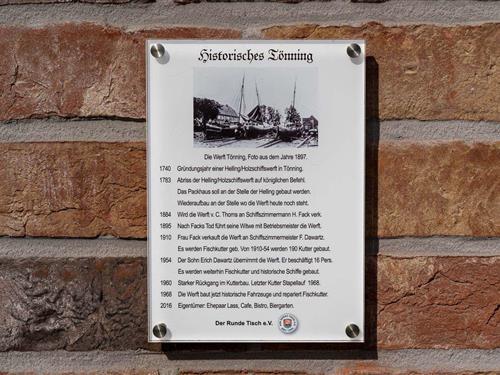 Historisches Tönning
Die Werft Tönning, Foto aus dem Jahre 1897.
1740 Gründungsjahr einer Helling/Holzschiffswerft in Tönning.
1783 Abriss der Helling/Holzschiffswerft auf königlichen Befehl.
Das Packhaus soll an der Stelle der Helling gebaut werden.
Wiederaufbau an der Stelle wo die Werft heute noch steht.
1884 Wird die Werft v. C. Thoms an Schiffszimmermann H. Fack verk.
1895 Nach Facks Tod führt seine Witwe mit Betriebsmeister die Werft.
1910 Frau Fack verkauft die Werft an Schiffszimmermeister F. Dawartz.
Es werden Fischkutter geb. Von 1910-54 werden 190 Kutter gebaut.
1954 Der Sohn Erich Dawartz übernimmt die Werft. Er beschäftigt 16 Pers.
Es werden weiterhin Fischkutter und historische Schiffe gebaut.
1960 Starker Rückgang im Kutterbau. Letzter Kutter Stapellauf 1968.
1968 Die Werft baut jetzt historische Fahrzeuge und repariert Fischkutter.
2016 Eigentümer: Ehepaar Lass, Cafe, Bistro, Biergarten.
Der Runde Tisch e.V.